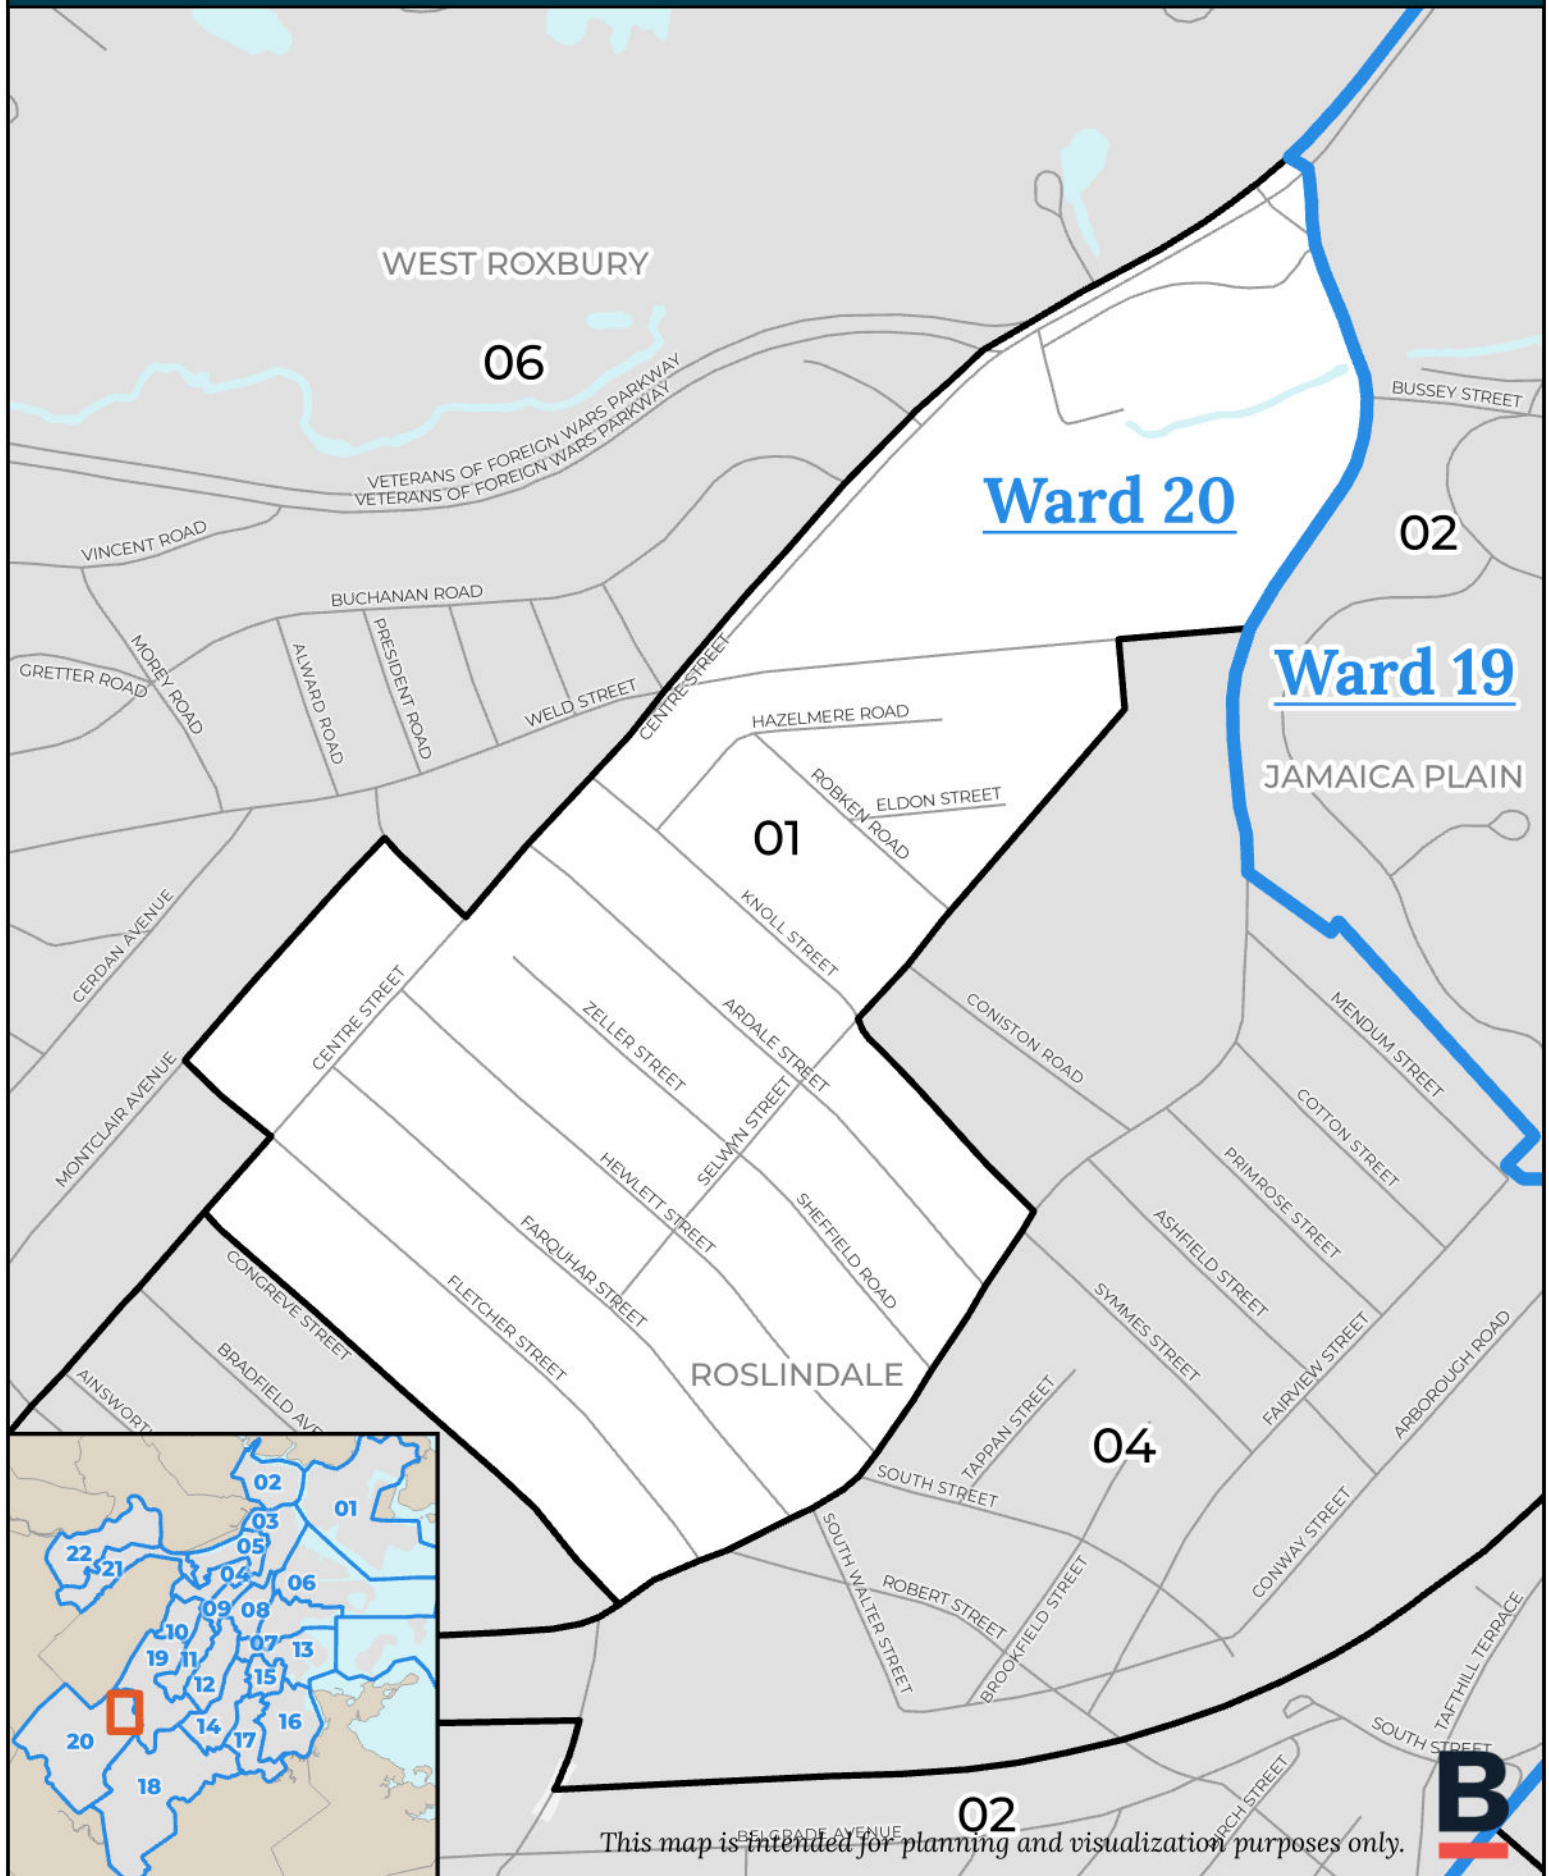 WEST ROXBURY
06
VETERANS OF FOREIGN WARS PARKWAY
VETERANS OF FOREIGN WARS PARKWAY
BUSSEY STREET
Ward 20
02
VINCENT ROAD
BUCHANAN ROAD
MOREY ROAD
GRETTER ROAD
ALWARD ROAD
PRESIDENT ROAD
WELD STREET
CENTRE STREET
Ward 19
HAZELMERE ROAD
JAMAICA PLAIN
ROBKEN ROAD
ELDON STREET
01
KNOLL STREET
CERDAN AVENUE
CENTRE STREET
ZELLER STREET
ARDALE STREET
CONISTON ROAD
MENDUM STREET
MONTCLAIR AVENUE
SELWYN STREET
COTTON STREET
HEWLETT STREET
PRIMROSE STREET
SHEFFIELD ROAD
ASHFIELD STREET
FARQUHAR STREET
CONGREVE STREET
FLETCHER STREET
SYMMES STREET
FAIRVIEW STREET
ARBOROUGH ROAD
BRADFIELD AVE
AINSWORT
ROSLINDALE
TAPPAN STREET
04
SOUTH STREET
CONWAY STREET
SOUTH WALTER STREET
ROBERT STREET
BROOKFIELD STREET
TAFTHILL TERRACE
SOUTH STREET
02
01
03
05
22
21
04
06
09
08
10
07
13
19
11
12
15
14
16
17
20
18
02
BELGRADE AVENUE
This map is intended for planning and visualization purposes only.
B